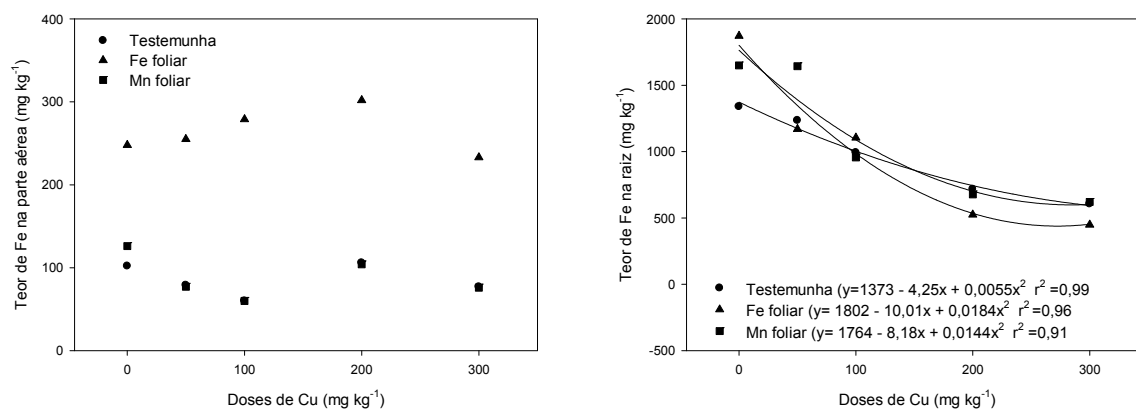 Teor de Fe na parte aérea (mg kg⁻¹)
400
300
200
100
0
Testemunha
Fe foliar
Mn foliar
0
50
100
200
300
Doses de Cu (mg kg⁻¹)
Teor de Fe na raiz (mg kg⁻¹)
2000
1500
1000
500
0
-500
Testemunha (y=1373 - 4,25x + 0,0055x² r² =0,99
Fe foliar (y= 1802 - 10,01x + 0,0184x² r² =0,96
Mn foliar (y= 1764 - 8,18x + 0,0144x² r² =0,91
0
50
100
200
300
Doses de Cu (mg kg⁻¹)